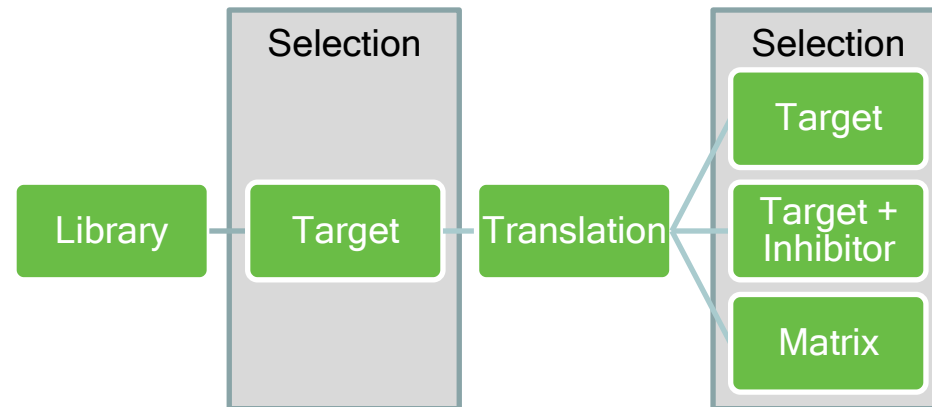 Selection
Selection
Target
Library
Target
Translation
Target +
Inhibitor
Matrix